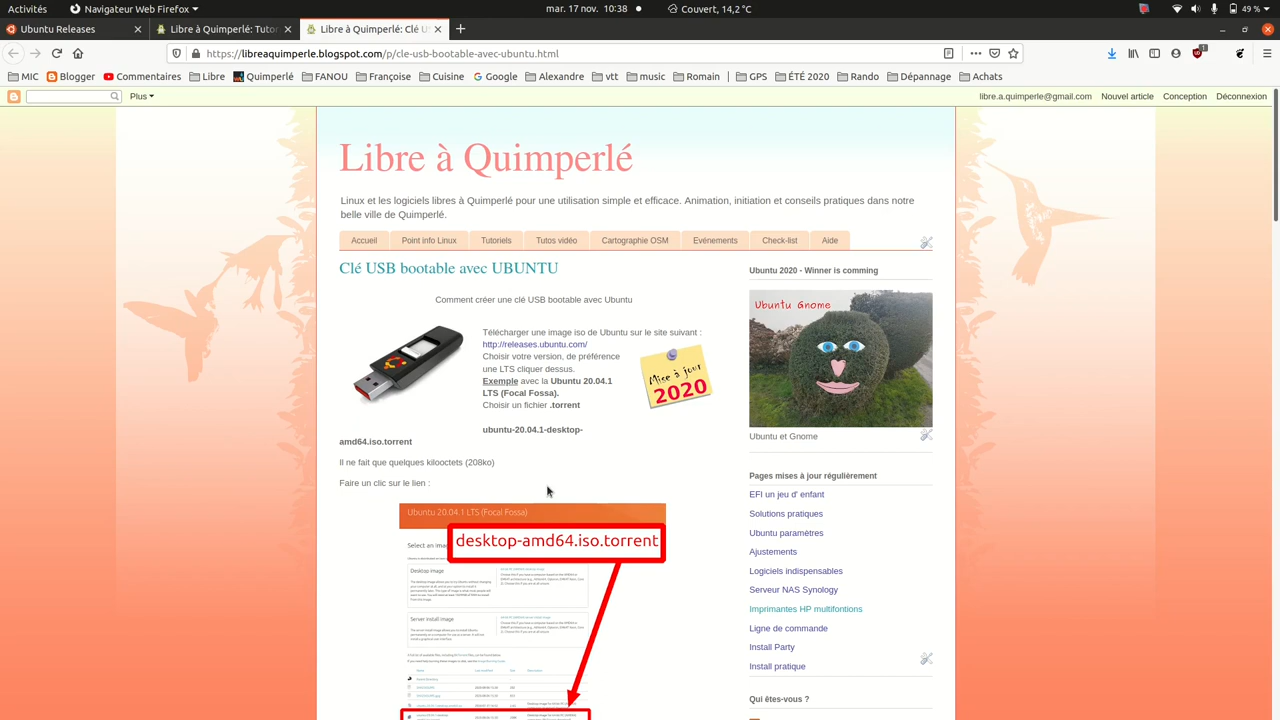 Activités
Firefox Navigateur Web
mar. 17 nov.  10:38
Couvert, 14,2°C
49 %
Ubuntu Releases
Libre à Quimperlé: Tutor
Libre à Quimperlé: Clé US
https://libreaquimperle.blogspot.com/p/cle-usb-bootable-avec-ubuntu.html
MIC
Blogger
Commentaires
Libre
Quimperlé
FANOU
Françoise
Cuisine
Google
Alexandre
vtt
music
Romain
GPS
ÉTÉ 2020
Rando
Dépannage
Achats
Plus
libre.a.quimperle@gmail.com
Nouvel article
Conception
Déconnexion
Libre à Quimperlé
Linux et les logiciels libres à Quimperlé pour une utilisation simple et efficace. Animation, initiation et conseils pratiques dans notre
belle ville de Quimperlé.
Accueil
Point info Linux
Tutoriels
Tutos vidéo
Cartographie OSM
Evénements
Check-list
Aide
Clé USB bootable avec UBUNTU
Comment créer une clé USB bootable avec Ubuntu
Télécharger une image iso de Ubuntu sur le site suivant :
http://releases.ubuntu.com/
Choisir votre version, de préférence
une LTS cliquer dessus.
Exemple avec la Ubuntu 20.04.1
LTS (Focal Fossa).
Choisir un fichier .torrent
Mise à jour
2020
ubuntu-20.04.1-desktop-
amd64.iso.torrent
Il ne fait que quelques kilooctets (208ko)
Faire un clic sur le lien :
Ubuntu 20.04.1 LTS (Focal Fossa)
desktop-amd64.iso.torrent
Select an ima
Desktop image
Server install image
Ubuntu 2020 - Winner is comming
Ubuntu Gnome
Ubuntu et Gnome
Pages mises à jour régulièrement
EFI un jeu d' enfant
Solutions pratiques
Ubuntu paramètres
Ajustements
Logiciels indispensables
Serveur NAS Synology
Imprimantes HP multifontions
Ligne de commande
Install Party
Install pratique
Qui êtes-vous ?